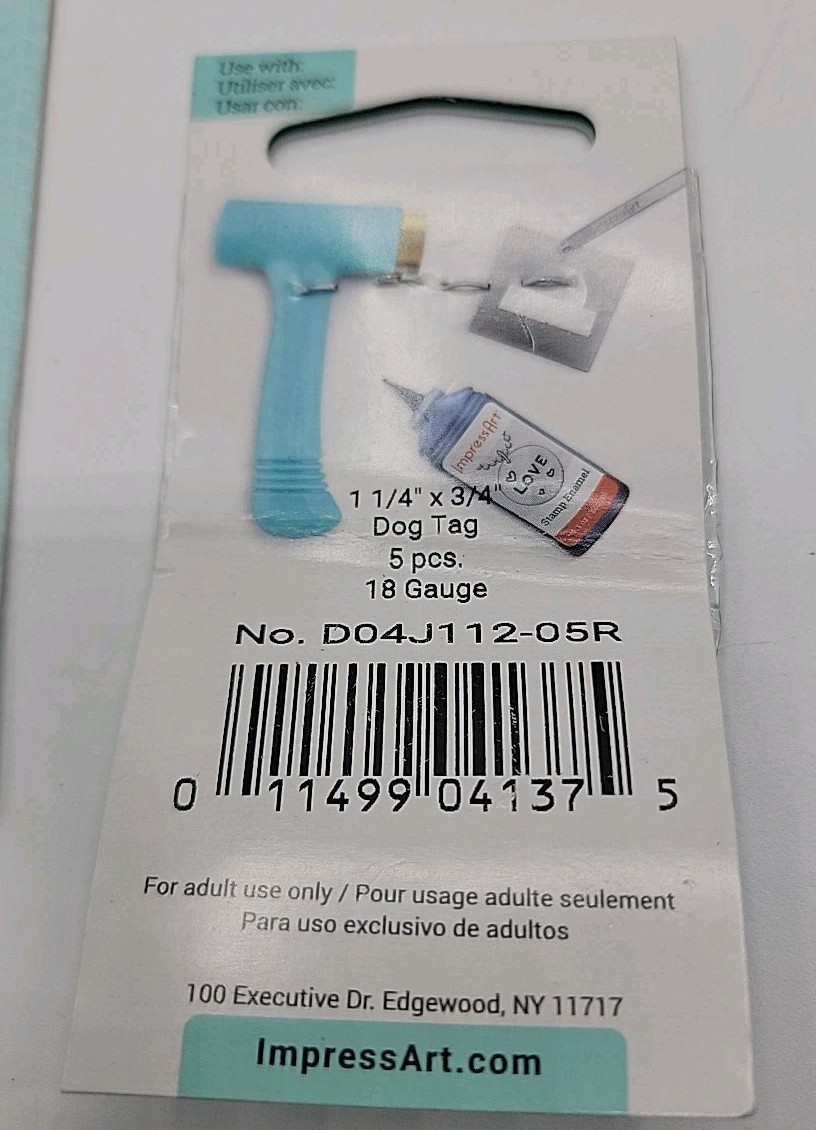 Use with:
Utiliser avec:
Usar con:
ImpressArt
LOVE
Stamp Enamel
1 1/4" x 3/4"
Dog Tag
5 pcs.
18 Gauge
No. D04J112-05R
0 11499 04137 5
For adult use only / Pour usage adulte seulement
Para uso exclusivo de adultos
100 Executive Dr. Edgewood, NY 11717
ImpressArt.com